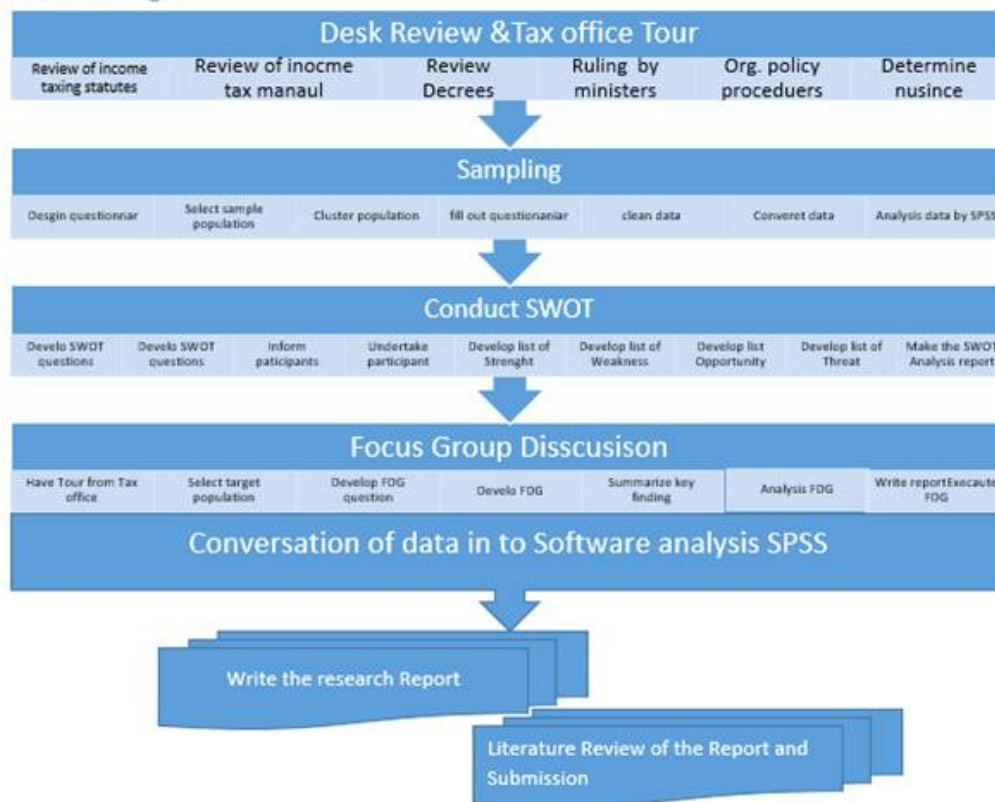 Desk Review &Tax office Tour
Review of income
taxing statutes
Review of inocme
tax manaul
Review
Decrees
Ruling by
ministers
Org. policy
proceduers
Determine
nusince
Sampling
Desgin questionnar
Select sample
population
Cluster population
fill out questionaniar
clean data
Converet data
Analysis data by SPSS
Conduct SWOT
Develo SWOT
questions
Develo SWOT
questions
Inform
paticipants
Undertake
participant
Develop list of
Strenght
Develop list of
Weakness
Develop list
Opportunity
Develop list of
Threat
Make the SWOT
Analysis report
Focus Group Disscusison
Have Tour from Tax
office
Select target
population
Develop FOG
question
Develo FOG
Summarize key
finding
Analysis FOG
Write reportExecaute
FOG
Conversation of data in to Software analysis SPSS
Write the research Report
Literature Review of the Report and
Submission